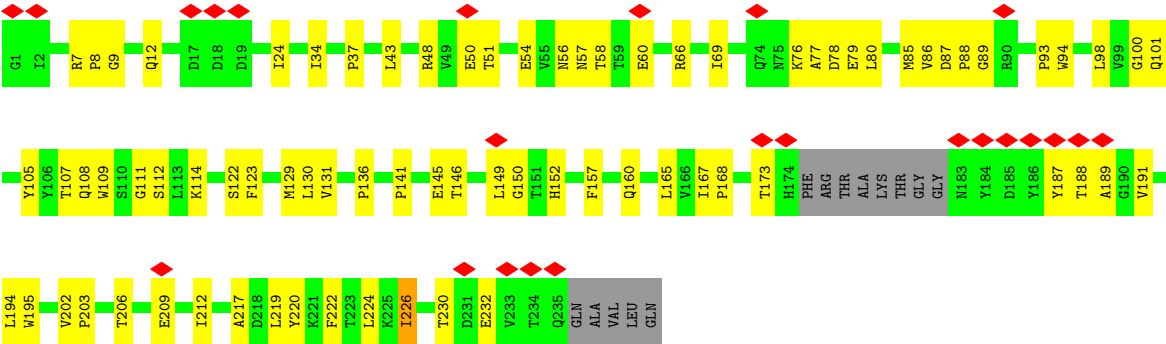 G1 I2 R7 P8 G9 Q12 D17 D18 D19 I24 I34 P37 L43 R48 V49 E50 T51 E54 V55 N56 N57 T58 T59 E60 R66 I69 Q74 N75 K76 A77 D78 E79 L80 M85 V86 D87 P88 G89 R90 P93 W94 L98 V99 G100 Q101
Y105 Y106 T107 Q108 W109 S110 G111 S112 L113 K114 S122 F123 M129 L130 V131 P136 P141 E145 T146 L149 G150 T151 H152 F157 Q160 L165 V166 I167 P168 T173 H174 PHE ARG THR ALA LYS THR GLY GLY N183 Y184 D185 Y186 Y187 T188 A189 G190 V191
L194 W195 V202 P203 T206 E209 I212 A217 D218 L219 Y220 K221 F222 T223 L224 K225 I226 T230 D231 E232 V233 T234 Q235 GLN ALA VAL LEU GLN